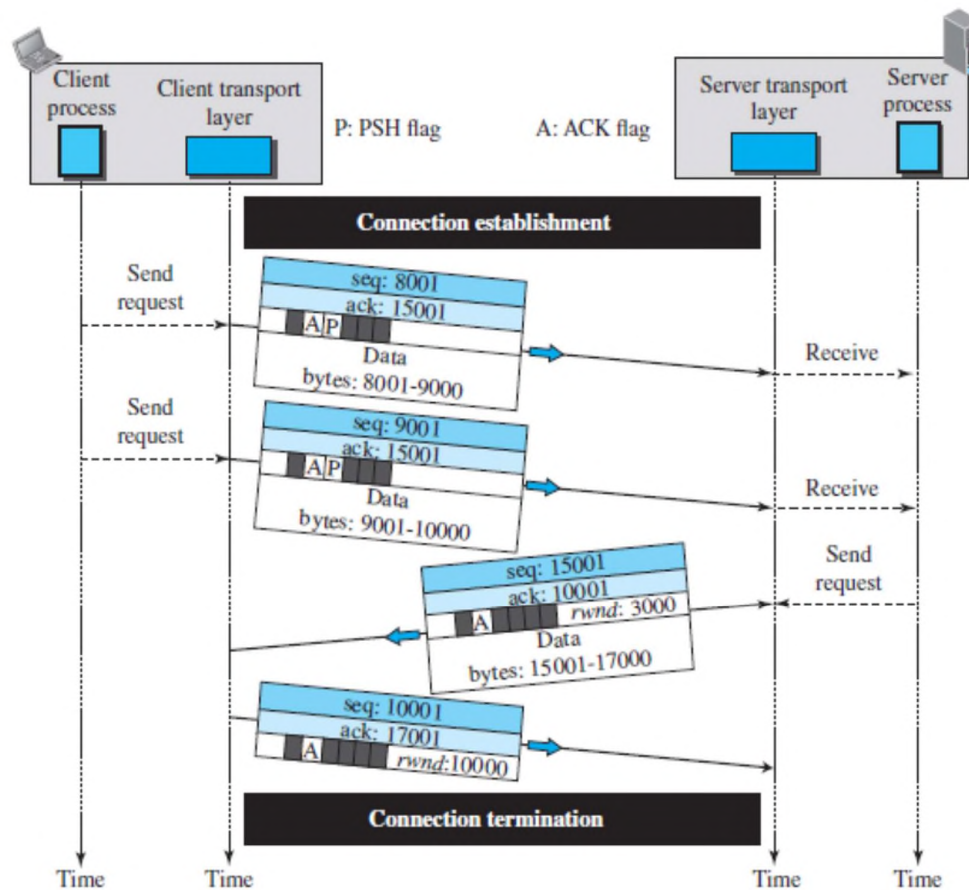 Client
process
Client transport
layer
P: PSH flag
A: ACK flag
Server transport
layer
Server
process
Connection establishment
Send
request
seq: 8001
ack: 15001
A P
Data
bytes: 8001-9000
Receive
Send
request
seq: 9001
ack: 15001
A P
Data
bytes: 9001-10000
Receive
Send
request
seq: 15001
ack: 10001
A rwnd: 3000
Data
bytes: 15001-17000
seq: 10001
ack: 17001
A rwnd:10000
Connection termination
Time
Time
Time
Time